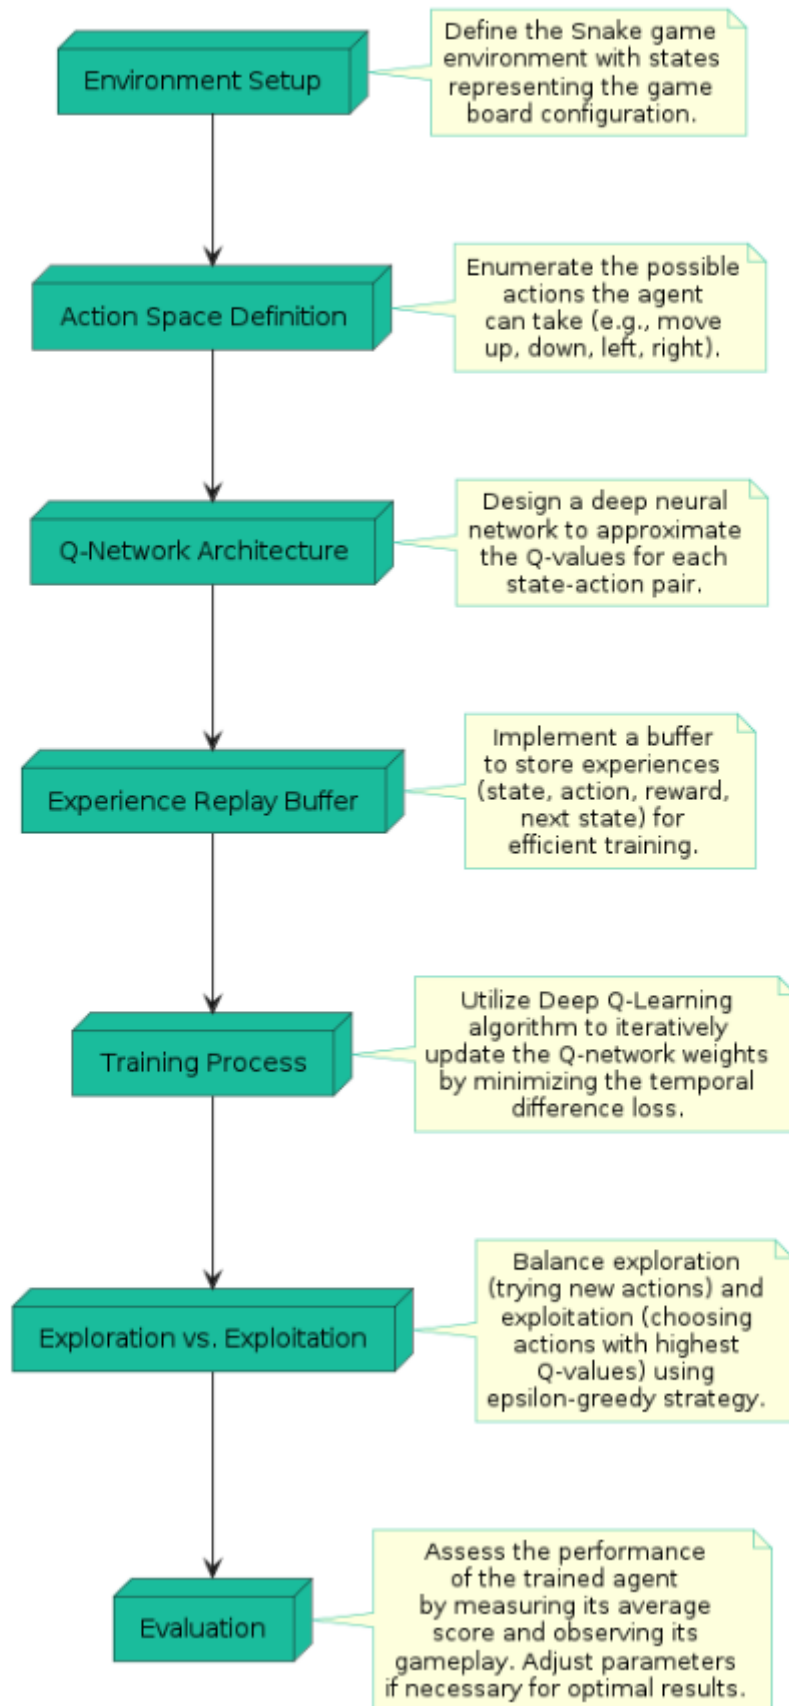 Environment Setup
Define the Snake game
environment with states
representing the game
board configuration.
Action Space Definition
Enumerate the possible
actions the agent
can take (e.g., move
up, down, left, right).
Q-Network Architecture
Design a deep neural
network to approximate
the Q-values for each
state-action pair.
Experience Replay Buffer
Implement a buffer
to store experiences
(state, action, reward,
next state) for
efficient training.
Training Process
Utilize Deep Q-Learning
algorithm to iteratively
update the Q-network weights
by minimizing the temporal
difference loss.
Exploration vs. Exploitation
Balance exploration
(trying new actions) and
exploitation (choosing
actions with highest
Q-values) using
epsilon-greedy strategy.
Evaluation
Assess the performance
of the trained agent
by measuring its average
score and observing its
gameplay. Adjust parameters
if necessary for optimal results.